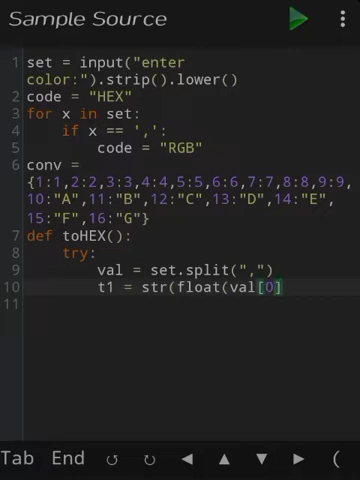 Sample Source
1 set = input("enter
color:").strip().lower()
2 code = "HEX"
3 for x in set:
4 if x == ',':
5 code = "RGB"
6 conv =
{1:1,2:2,3:3,4:4,5:5,6:6,7:7,8:8,9:9,
10:"A",11:"B",12:"C",13:"D",14:"E",
15:"F",16:"G"}
7 def toHEX():
8 try:
9 val = set.split(",")
10 t1 = str(float(val[0]
11
Tab End (